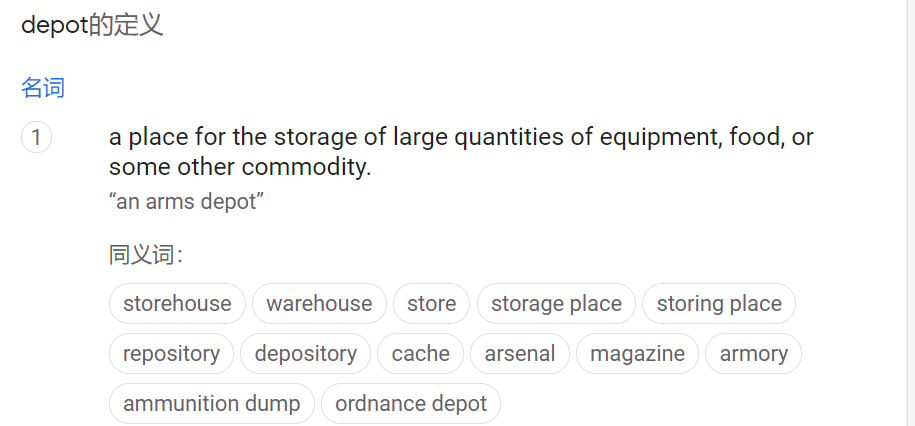 depot的定义
名词
1 a place for the storage of large quantities of equipment, food, or
some other commodity.
“an arms depot”
同义词：
storehouse warehouse store storage place storing place
repository depository cache arsenal magazine armory
ammunition dump ordnance depot